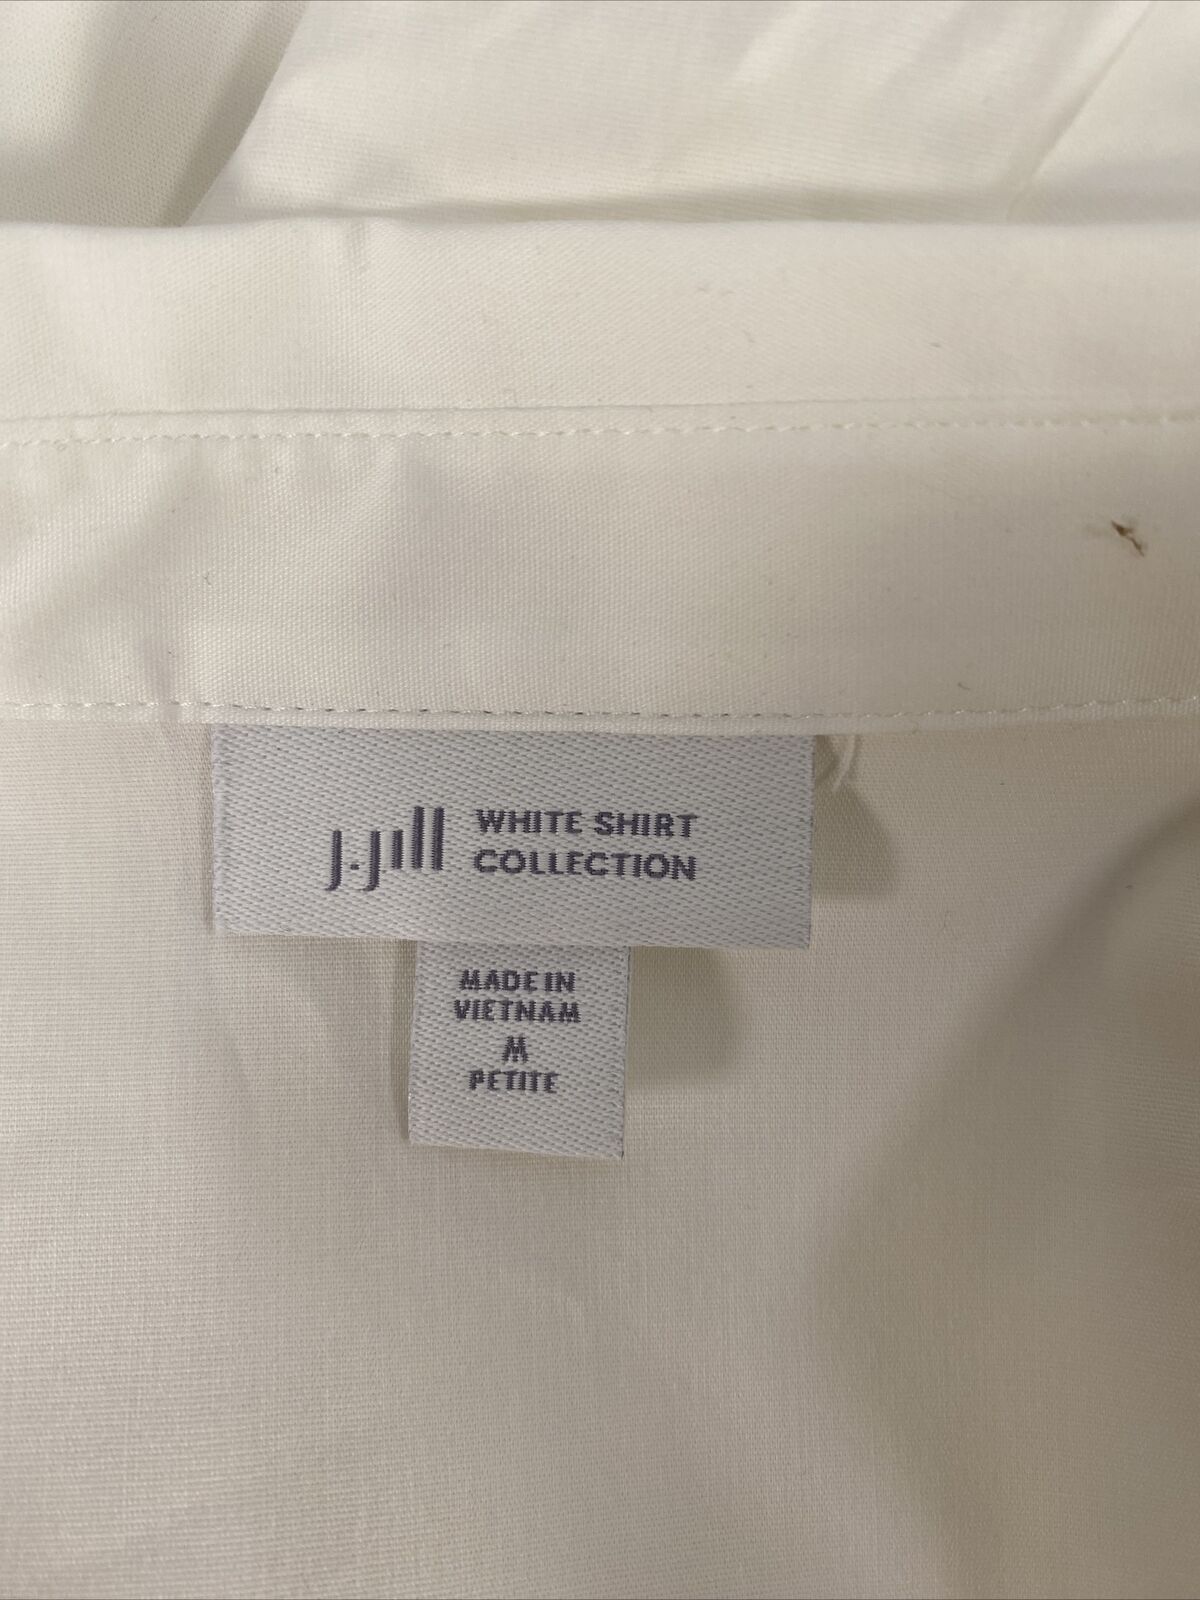 J.Jill WHITE SHIRT
COLLECTION
MADE IN
VIETNAM
M
PETITE